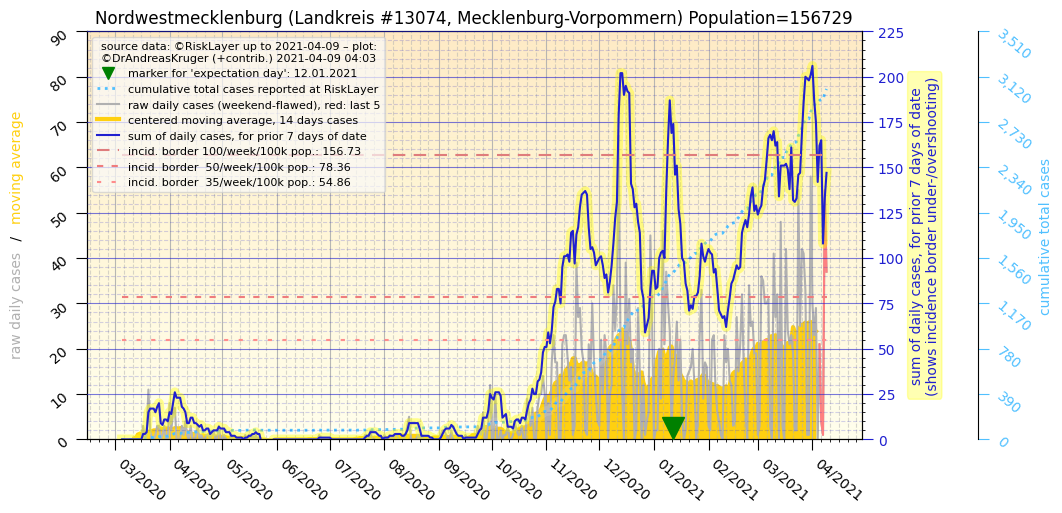 Nordwestmecklenburg (Landkreis #13074, Mecklenburg-Vorpommern) Population=156729
source data: ©RiskLayer up to 2021-04-09 – plot:
©DrAndreasKruger (+contrib.) 2021-04-09 04:03
marker for 'expectation day': 12.01.2021
cumulative total cases reported at RiskLayer
raw daily cases (weekend-flawed), red: last 5
centered moving average, 14 days
sum of daily cases, for prior 7 days of date
incid. border 100/week/100k pop.: 156.73
incid. border  50/week/100k pop.: 78.36
incid. border  35/week/100k pop.: 54.86
raw daily cases  /  moving average
90
80
70
60
50
40
30
20
10
0
03/2020
04/2020
05/2020
06/2020
07/2020
08/2020
09/2020
10/2020
11/2020
12/2020
01/2021
02/2021
03/2021
04/2021
225
200
175
150
125
100
75
50
25
0
sum of daily cases, for prior 7 days of date
(shows incidence border under-/overshooting)
3,510
3,120
2,730
2,340
1,950
1,560
1,170
780
390
0
cumulative total cases